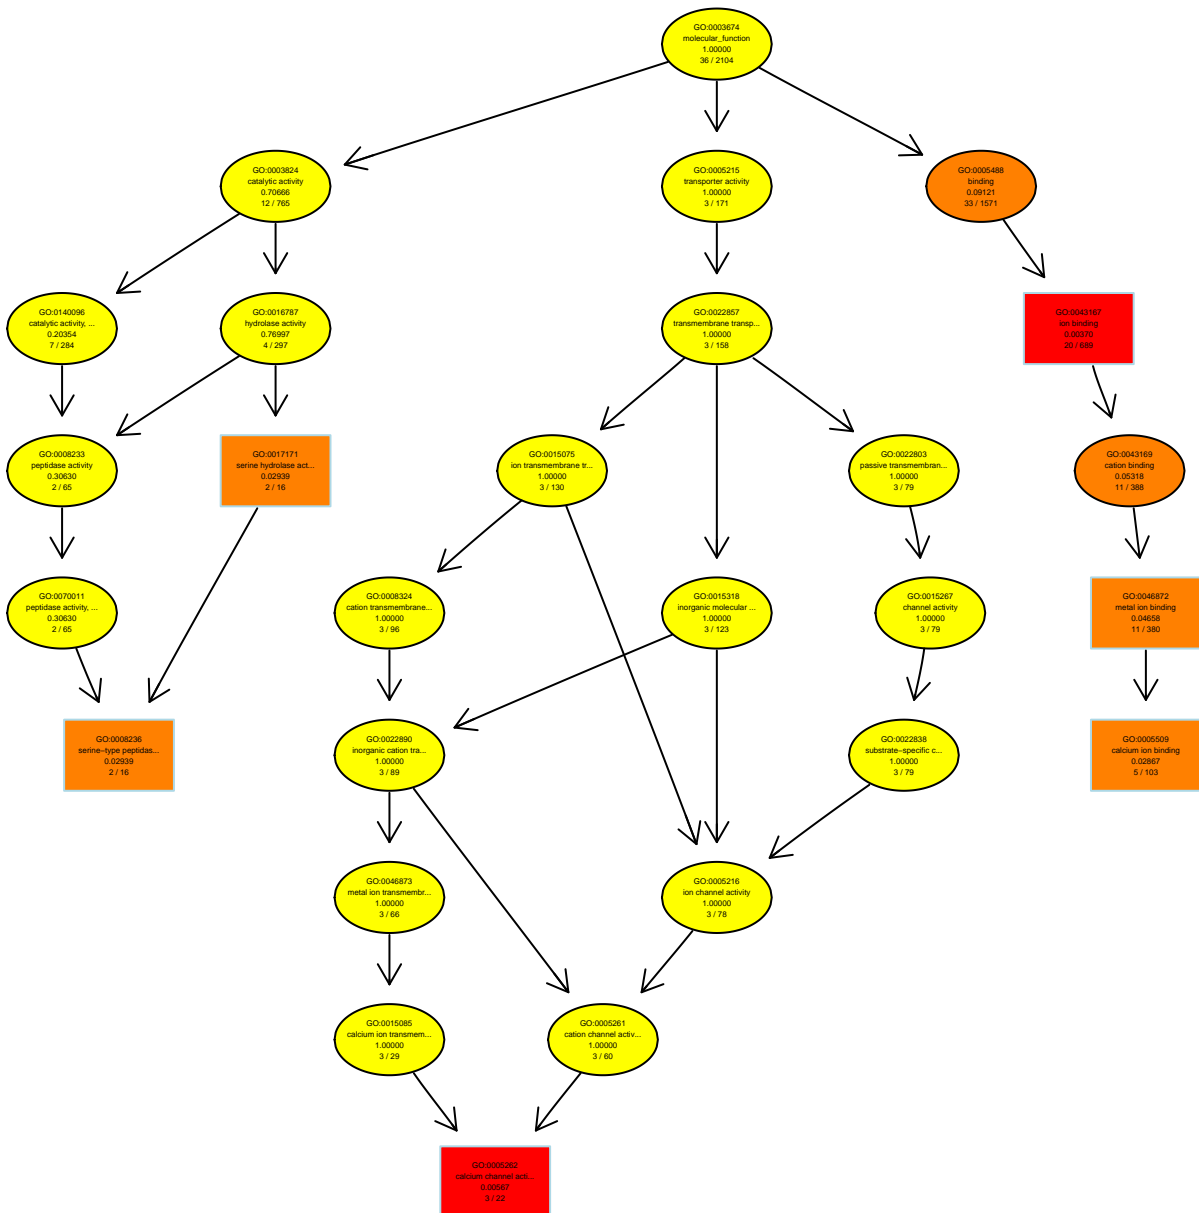 GO:0003674
molecular_function
1.00000
36 / 2104
GO:0003824
catalytic activity
0.70666
12 / 765
GO:0005215
transporter activity
1.00000
3 / 171
GO:0005488
binding
0.09121
33 / 1571
GO:0140096
catalytic activity, ...
0.20354
7 / 284
GO:0016787
hydrolase activity
0.76997
4 / 297
GO:0022857
transmembrane transp...
1.00000
3 / 158
GO:0043167
ion binding
0.00370
20 / 689
GO:0008233
peptidase activity
0.30630
2 / 65
GO:0017171
serine hydrolase act...
0.02939
2 / 16
GO:0015075
ion transmembrane tr...
1.00000
3 / 130
GO:0022803
passive transmembran...
1.00000
3 / 79
GO:0043169
cation binding
0.05318
11 / 388
GO:0070011
peptidase activity, ...
0.30630
2 / 65
GO:0008324
cation transmembrane...
1.00000
3 / 96
GO:0015318
inorganic molecular ...
1.00000
3 / 123
GO:0015267
channel activity
1.00000
3 / 79
GO:0046872
metal ion binding
0.04658
11 / 380
GO:0008236
serine−type peptidas...
0.02939
2 / 16
GO:0022890
inorganic cation tra...
1.00000
3 / 89
GO:0022838
substrate−specific c...
1.00000
3 / 79
GO:0005509
calcium ion binding
0.02867
5 / 103
GO:0046873
metal ion transmembr...
1.00000
3 / 66
GO:0005216
ion channel activity
1.00000
3 / 78
GO:0015085
calcium ion transmem...
1.00000
3 / 29
GO:0005261
cation channel activ...
1.00000
3 / 60
GO:0005262
calcium channel acti...
0.00587
3 / 22